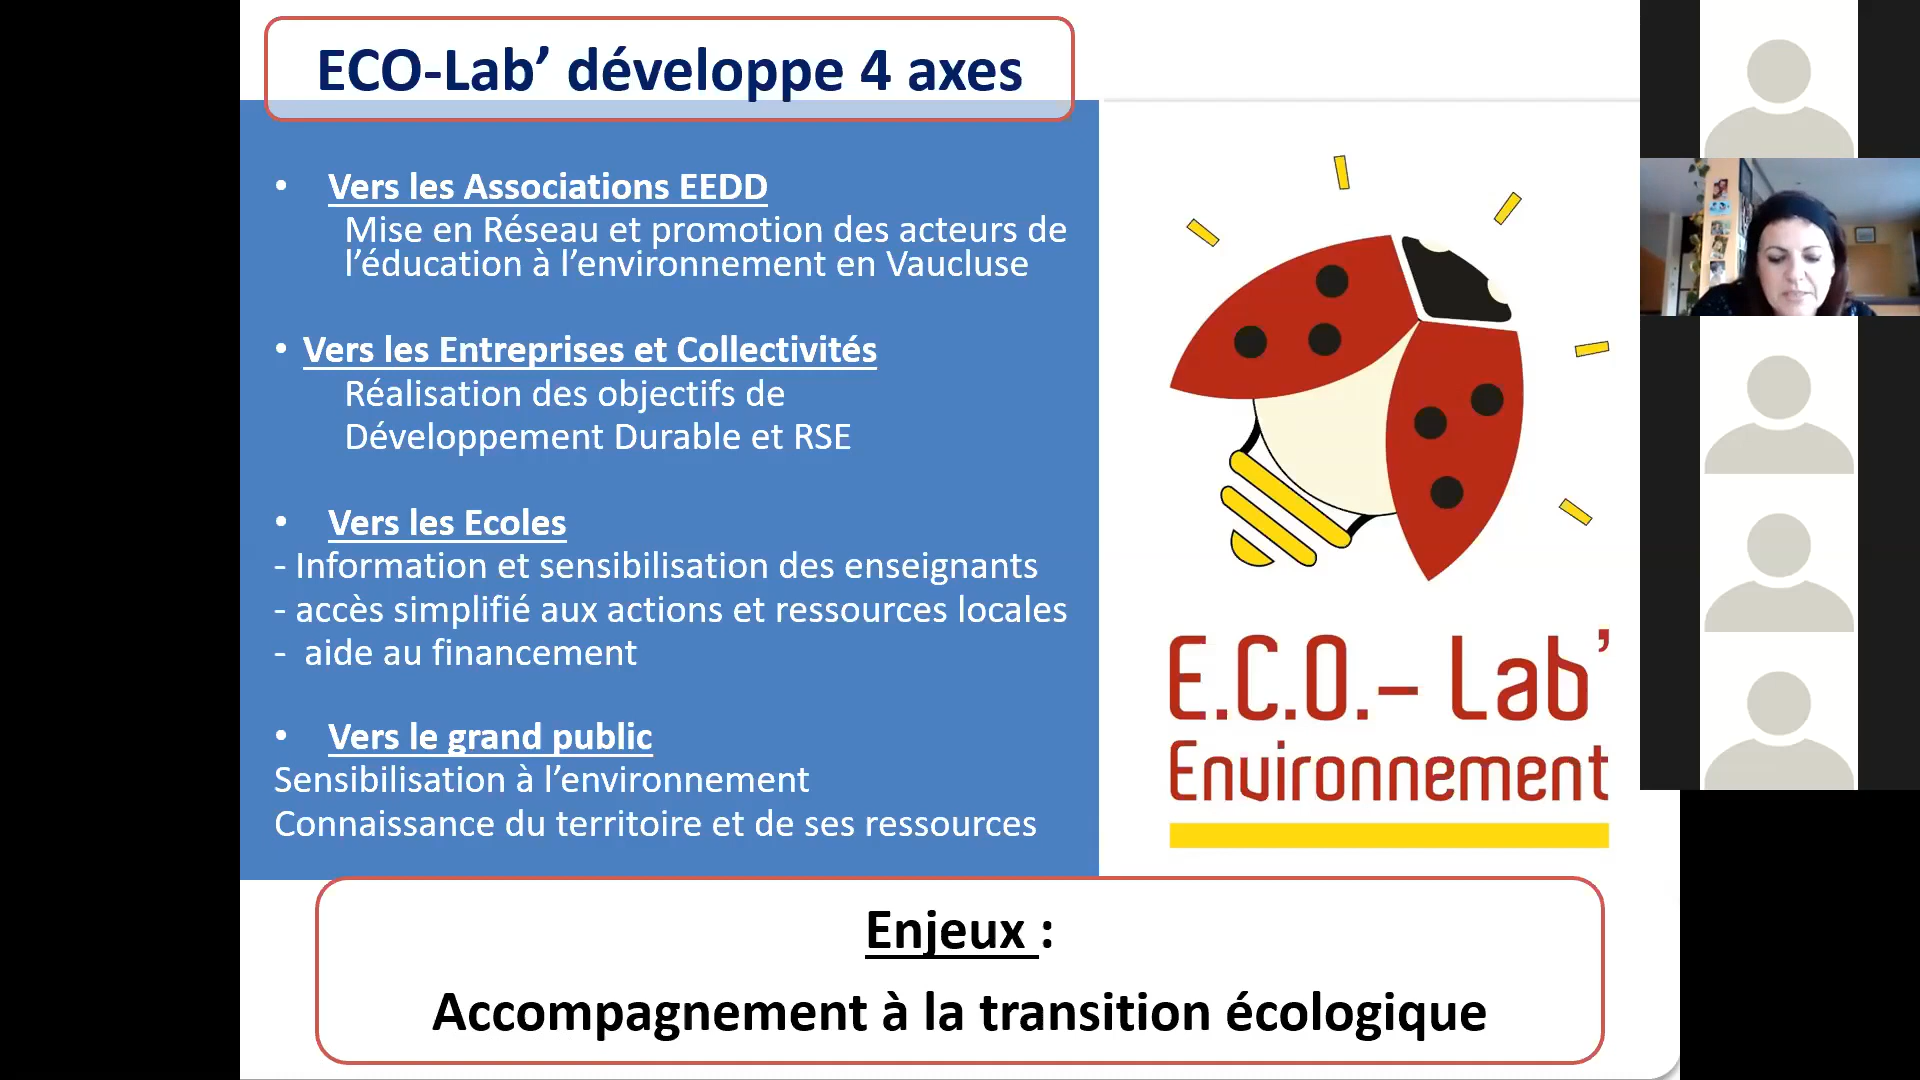 ECO-Lab’ développe 4 axes
• Vers les Associations EEDD
Mise en Réseau et promotion des acteurs de
l’éducation à l’environnement en Vaucluse
• Vers les Entreprises et Collectivités
Réalisation des objectifs de
Développement Durable et RSE
• Vers les Ecoles
- Information et sensibilisation des enseignants
- accès simplifié aux actions et ressources locales
- aide au financement
• Vers le grand public
Sensibilisation à l’environnement
Connaissance du territoire et de ses ressources
E.C.O.– Lab’
Environnement
Enjeux :
Accompagnement à la transition écologique